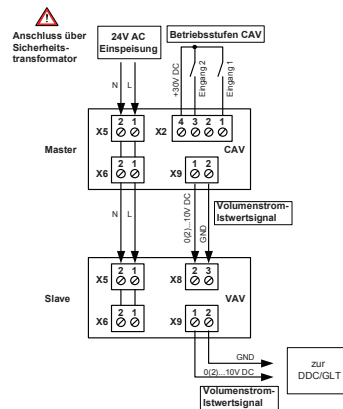 Anschluss über
Sicherheits-
transformator
24V AC
Einspeisung
Betriebsstufen CAV
N
L
+30V DC
Eingang 2
Eingang 1
X5
2 1
X2
4 3 2 1
CAV
Master
X6
2 1
X9
1 2
N
L
0(2)...10V DC
GND
Volumenstrom-
Istwertsignal
X5
2 1
X8
2 3
Slave
VAV
X6
2 1
X9
1 2
GND
0(2)...10V DC
zur
DDC/GLT
Volumenstrom-
Istwertsignal